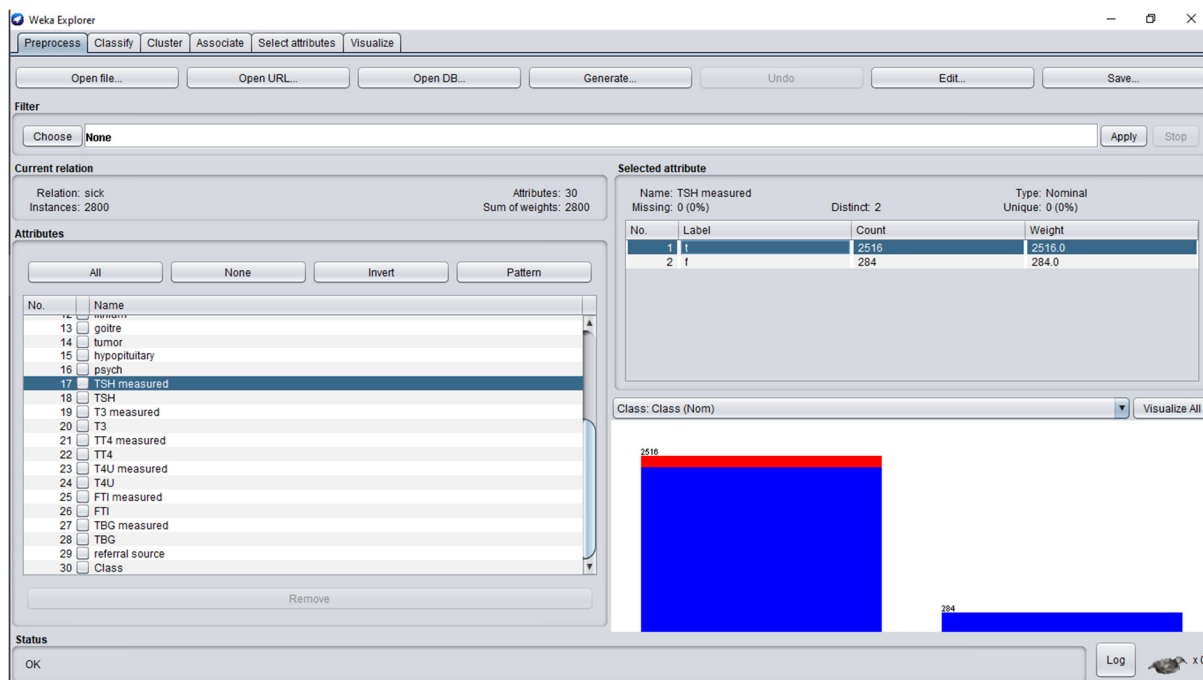 Weka Explorer
Preprocess Classify Cluster Associate Select attributes Visualize
Open file... Open URL... Open DB... Generate... Undo Edit... Save...
Filter
Choose None Apply Stop
Current relation
Relation: sick Attributes: 30
Instances: 2800 Sum of weights: 2800
Attributes
All None Invert Pattern
No. Name
12 lithium
13 goitre
14 tumor
15 hypopituitary
16 psych
17 TSH measured
18 TSH
19 T3 measured
20 T3
21 TT4 measured
22 TT4
23 T4U measured
24 T4U
25 FTI measured
26 FTI
27 TBG measured
28 TBG
29 referral source
30 Class
Remove
Selected attribute
Name: TSH measured Type: Nominal
Missing: 0 (0%) Distinct: 2 Unique: 0 (0%)
No. Label Count Weight
1 t 2516 2516.0
2 f 284 284.0
Class: Class (Nom) Visualize All
2516
284
Status
OK
Log x 0